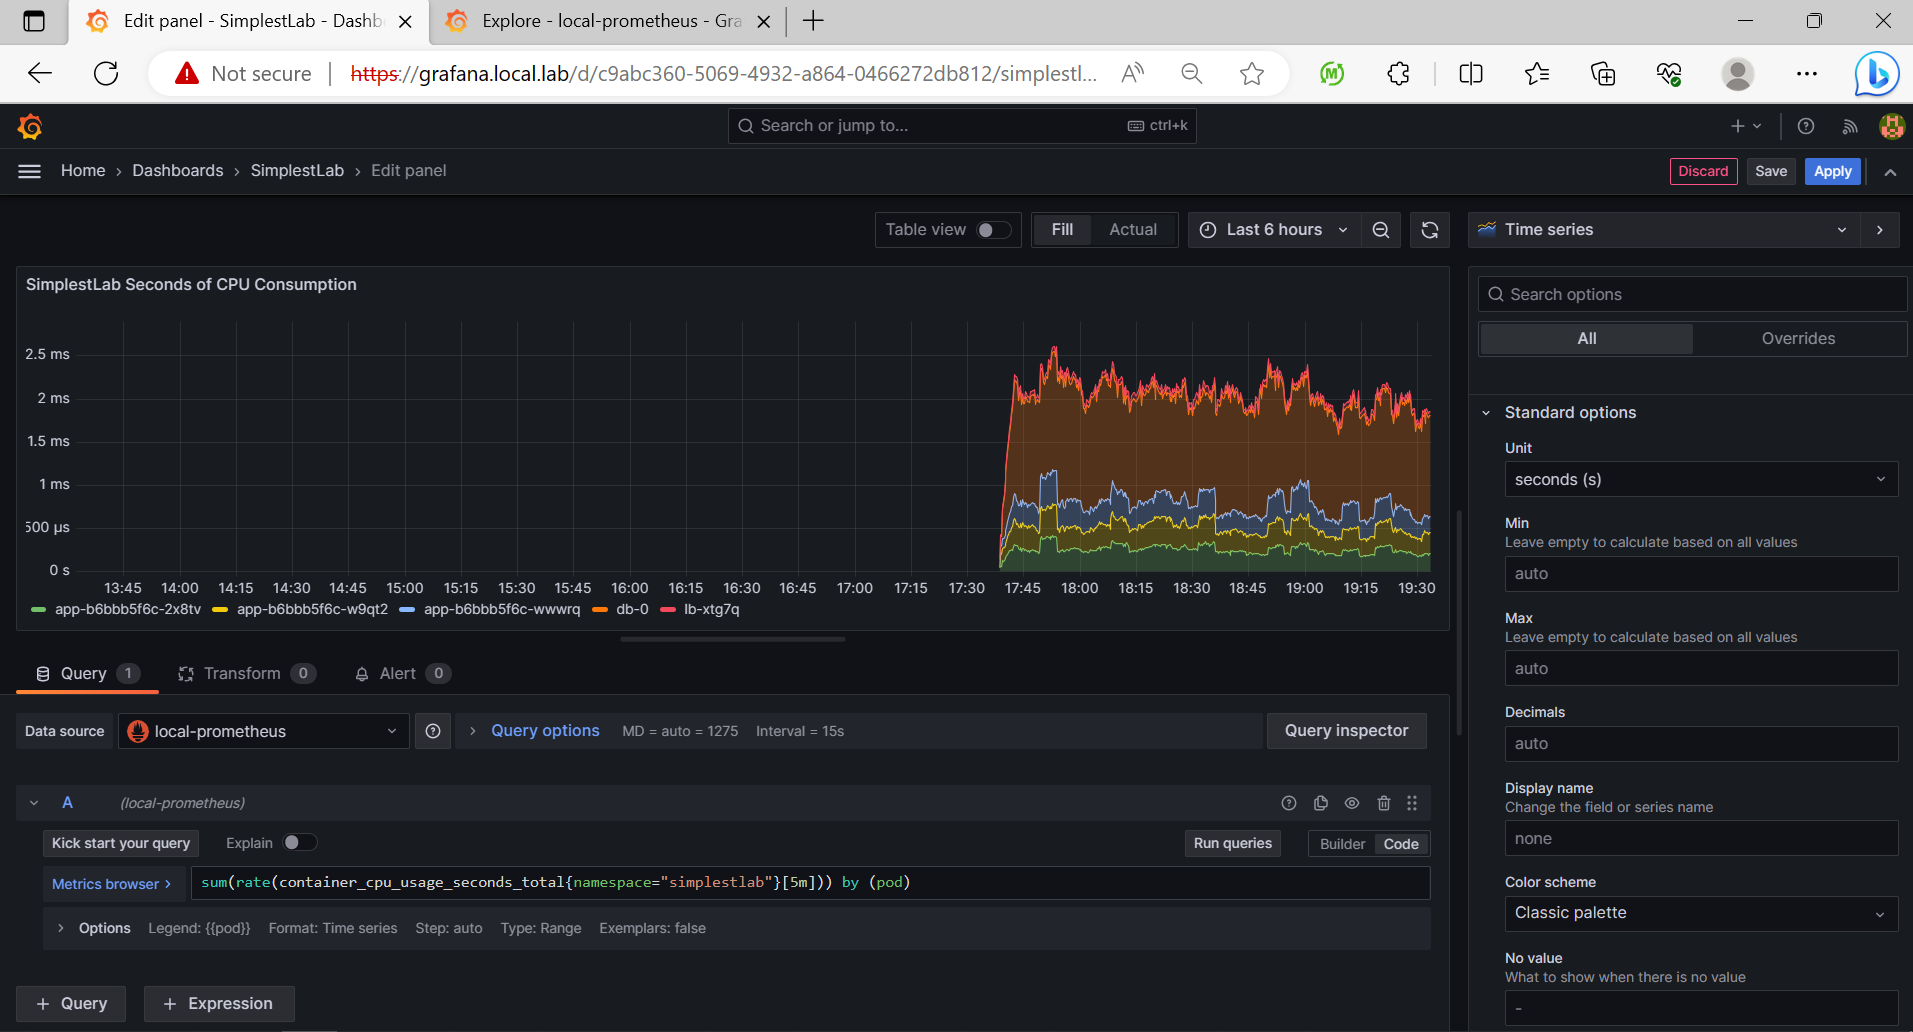 Edit panel - SimplestLab - Dashb
Explore - local-prometheus - Gra
Not secure
https://grafana.local.lab/d/c9abc360-5069-4932-a864-0466272db812/simplestl...
Search or jump to...
ctrl+k
Home › Dashboards › SimplestLab › Edit panel
Discard
Save
Apply
Table view
Fill
Actual
Last 6 hours
Time series
SimplestLab Seconds of CPU Consumption
2.5 ms
2 ms
1.5 ms
1 ms
500 µs
0 s
13:45 14:00 14:15 14:30 14:45 15:00 15:15 15:30 15:45 16:00 16:15 16:30 16:45 17:00 17:15 17:30 17:45 18:00 18:15 18:30 18:45 19:00 19:15 19:30
app-b6bbb5f6c-2x8tv app-b6bbb5f6c-w9qt2 app-b6bbb5f6c-wwwrq db-0 lb-xtg7q
Search options
All
Overrides
Standard options
Unit
seconds (s)
Min
Leave empty to calculate based on all values
auto
Max
Leave empty to calculate based on all values
auto
Decimals
auto
Display name
Change the field or series name
none
Color scheme
Classic palette
No value
What to show when there is no value
-
Query 1
Transform 0
Alert 0
Data source
local-prometheus
Query options
MD = auto = 1275
Interval = 15s
Query inspector
A
(local-prometheus)
Kick start your query
Explain
Run queries
Builder
Code
Metrics browser >
sum(rate(container_cpu_usage_seconds_total{namespace="simplestlab"}[5m])) by (pod)
Options
Legend: {{pod}}
Format: Time series
Step: auto
Type: Range
Exemplars: false
+ Query
+ Expression